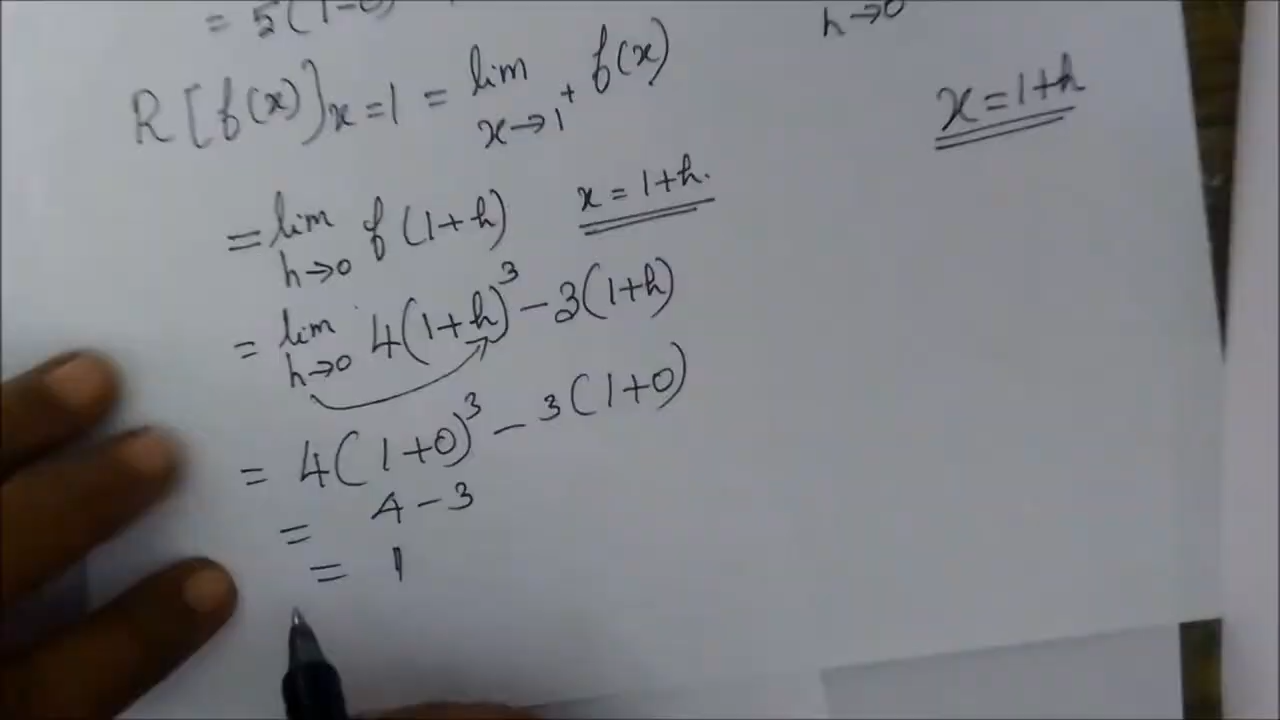 = 5(1-0)
h→0
R[f(x)]x=1 = lim x→1⁺ f(x)
x=1+h
= lim h→0 f(1+h) x=1+h.
= lim h→0 4(1+h)³-3(1+h)
= 4(1+0)³-3(1+0)
= 4-3
= 1